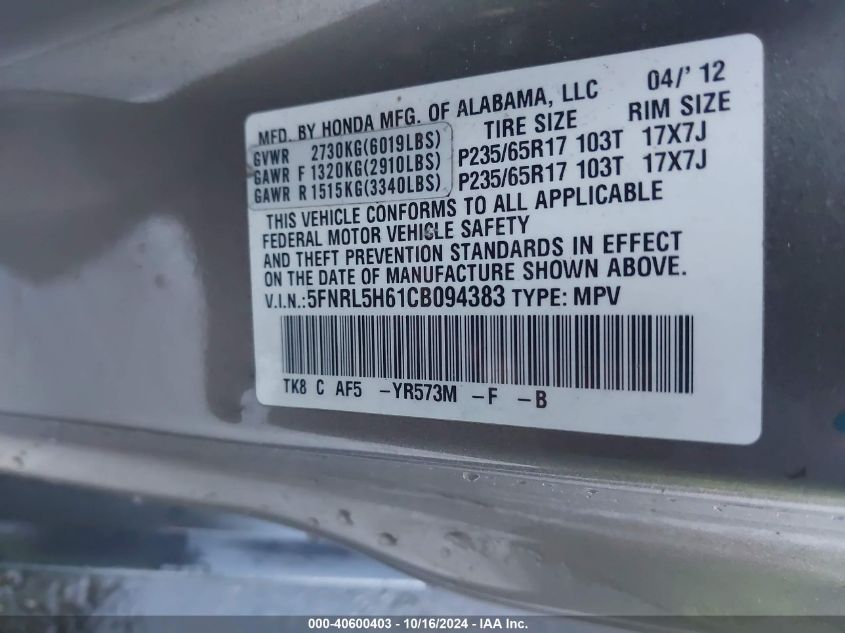 MFD. BY HONDA MFG. OF ALABAMA, LLC 04/' 12
TIRE SIZE RIM SIZE
GVWR 2730KG(6019LBS)
GAWR F 1320KG(2910LBS) P235/65R17 103T 17X7J
GAWR R 1515KG(3340LBS) P235/65R17 103T 17X7J
THIS VEHICLE CONFORMS TO ALL APPLICABLE
FEDERAL MOTOR VEHICLE SAFETY
AND THEFT PREVENTION STANDARDS IN EFFECT
ON THE DATE OF MANUFACTURE SHOWN ABOVE.
V.I.N.:5FNRL5H61CB094383 TYPE: MPV
TK8 C AF5 -YR573M -F -B
000-40600403 - 10/16/2024 - IAA Inc.